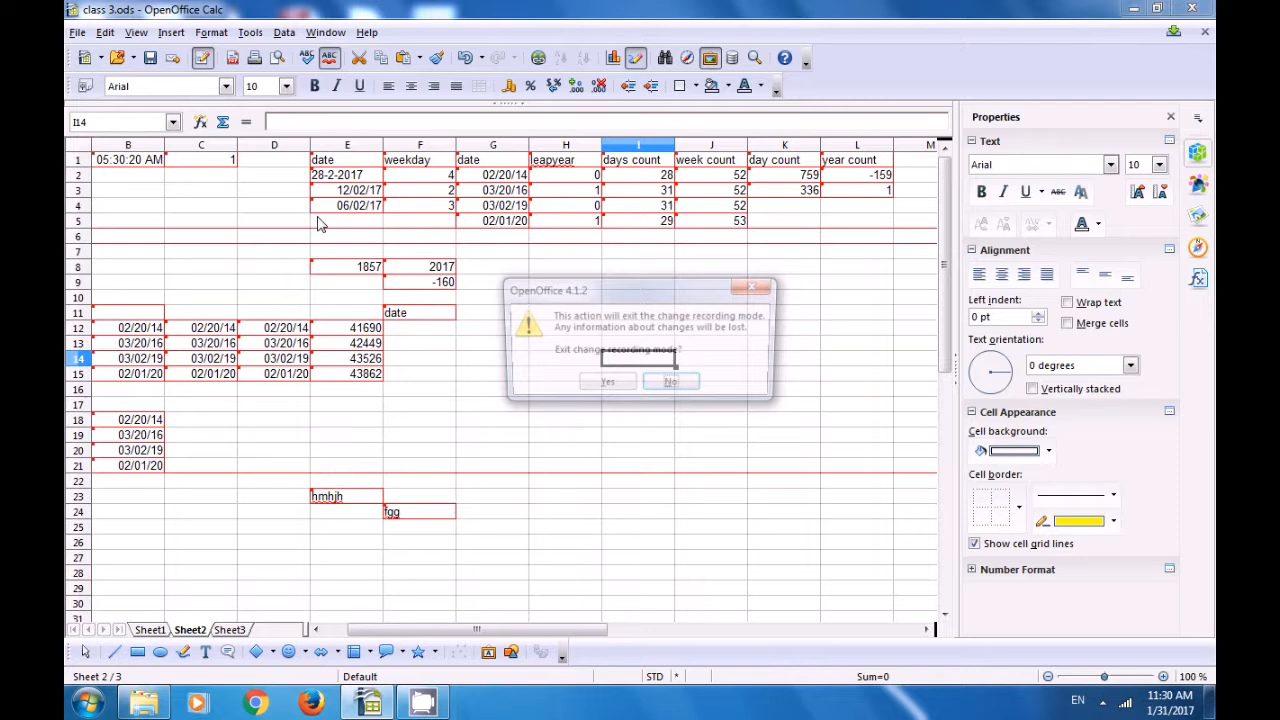 class 3.ods - OpenOffice Calc
File Edit View Insert Format Tools Data Window Help
Arial 10
I14
Properties
B C D E F G H I J K L M
1 05:30:20 AM 1 date weekday date leapyear days count week count day count year count
2 28-2-2017 4 02/20/14 0 28 52 759 -159
3 12/02/17 2 03/20/16 1 31 52 336 1
4 06/02/17 3 03/02/19 0 31 52
5 02/01/20 1 29 53
6
7
8 1857 2017
9 -160
10
11 date
12 02/20/14 02/20/14 02/20/14 41690
13 03/20/16 03/20/16 03/20/16 42449
14 03/02/19 03/02/19 03/02/19 43526
15 02/01/20 02/01/20 02/01/20 43862
16
17
18 02/20/14
19 03/20/16
20 03/02/19
21 02/01/20
22
23 hmhjh
24 fgg
25
26
27
28
29
30
31
OpenOffice 4.1.2
This action will exit the change recording mode.
Any information about changes will be lost.
Exit change recording mode?
Yes No
Text
Arial 10
Alignment
Left indent:
0 pt
Wrap text
Merge cells
Text orientation:
0 degrees
Vertically stacked
Cell Appearance
Cell background:
Cell border:
Show cell grid lines
Number Format
Sheet1 Sheet2 Sheet3
Sheet 2 / 3 Default STD * Sum=0 100 %
EN 11:30 AM
1/31/2017